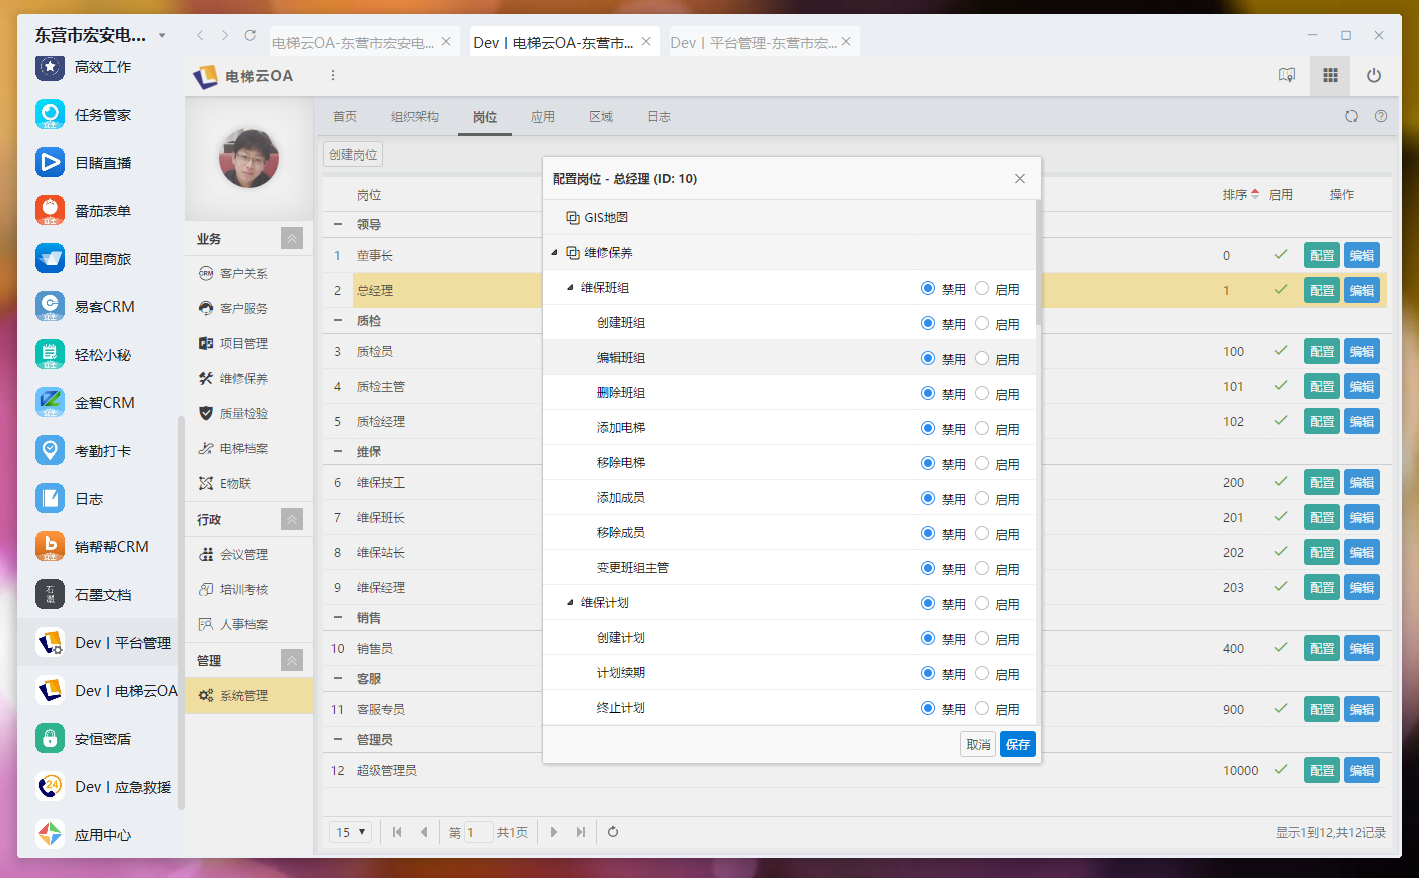 东营市宏安电...
电梯云OA-东营市宏安电...
Dev丨电梯云OA-东营市...
Dev丨平台管理-东营市宏...
高效工作
任务管家
目睹直播
番茄表单
阿里商旅
易客CRM
轻松小秘
金智CRM
考勤打卡
日志
销帮帮CRM
石墨文档
Dev丨平台管理
Dev丨电梯云OA
安恒密盾
Dev丨应急救援
应用中心
电梯云OA
业务
客户关系
客户服务
项目管理
维修保养
质量检验
电梯档案
E物联
行政
会议管理
培训考核
人事档案
管理
系统管理
首页 组织架构 岗位 应用 区域 日志
创建岗位
岗位 排序 启用 操作
领导
1 董事长 0 配置 编辑
2 总经理 1 配置 编辑
质检
3 质检员 100 配置 编辑
4 质检主管 101 配置 编辑
5 质检经理 102 配置 编辑
维保
6 维保技工 200 配置 编辑
7 维保班长 201 配置 编辑
8 维保站长 202 配置 编辑
9 维保经理 203 配置 编辑
销售
10 销售员 400 配置 编辑
客服
11 客服专员 900 配置 编辑
管理员
12 超级管理员 10000 配置 编辑
15 第 1 共1页 显示1到12,共12记录
配置岗位 - 总经理 (ID: 10)
GIS地图
维修保养
维保班组 禁用 启用
创建班组 禁用 启用
编辑班组 禁用 启用
删除班组 禁用 启用
添加电梯 禁用 启用
移除电梯 禁用 启用
添加成员 禁用 启用
移除成员 禁用 启用
变更班组主管 禁用 启用
维保计划 禁用 启用
创建计划 禁用 启用
计划续期 禁用 启用
终止计划 禁用 启用
取消 保存